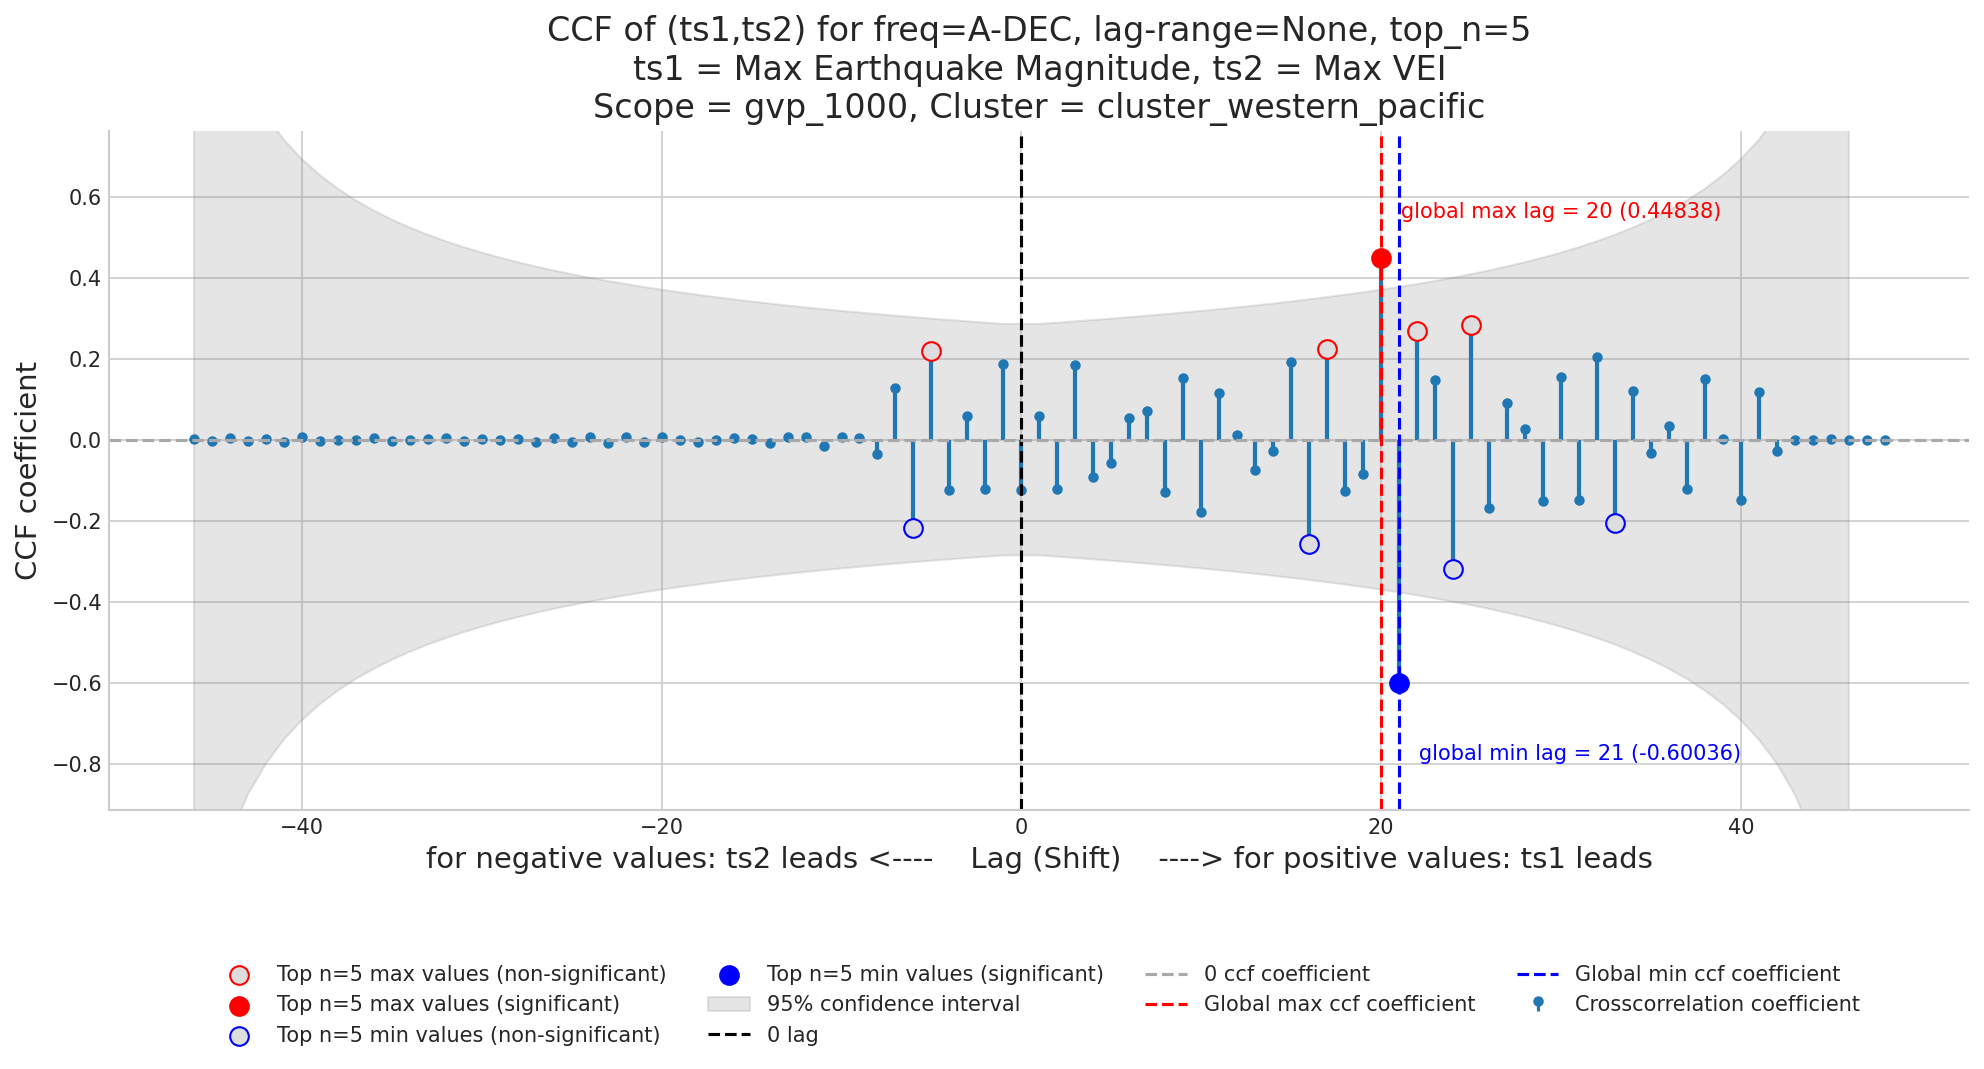 CCF of (ts1,ts2) for freq=A-DEC, lag-range=None, top_n=5
ts1 = Max Earthquake Magnitude, ts2 = Max VEI
Scope = gvp_1000, Cluster = cluster_western_pacific
CCF coefficient
0.6
0.4
0.2
0.0
−0.2
−0.4
−0.6
−0.8
global max lag = 20 (0.44838)
global min lag = 21 (-0.60036)
−40
−20
0
20
40
for negative values: ts2 leads <---- Lag (Shift) ----> for positive values: ts1 leads
Top n=5 max values (non-significant)
Top n=5 max values (significant)
Top n=5 min values (non-significant)
Top n=5 min values (significant)
95% confidence interval
0 lag
0 ccf coefficient
Global max ccf coefficient
Global min ccf coefficient
Crosscorrelation coefficient